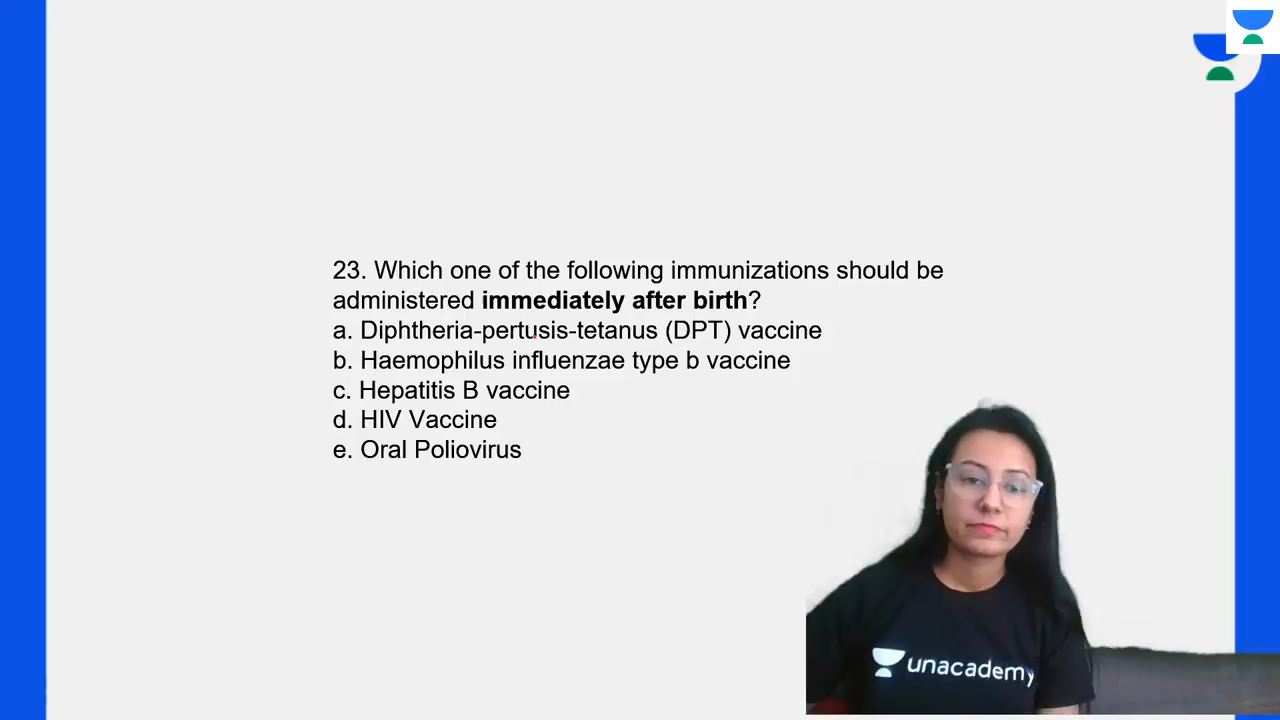 23. Which one of the following immunizations should be
administered immediately after birth?
a. Diphtheria-pertusis-tetanus (DPT) vaccine
b. Haemophilus influenzae type b vaccine
c. Hepatitis B vaccine
d. HIV Vaccine
e. Oral Poliovirus
unacademy